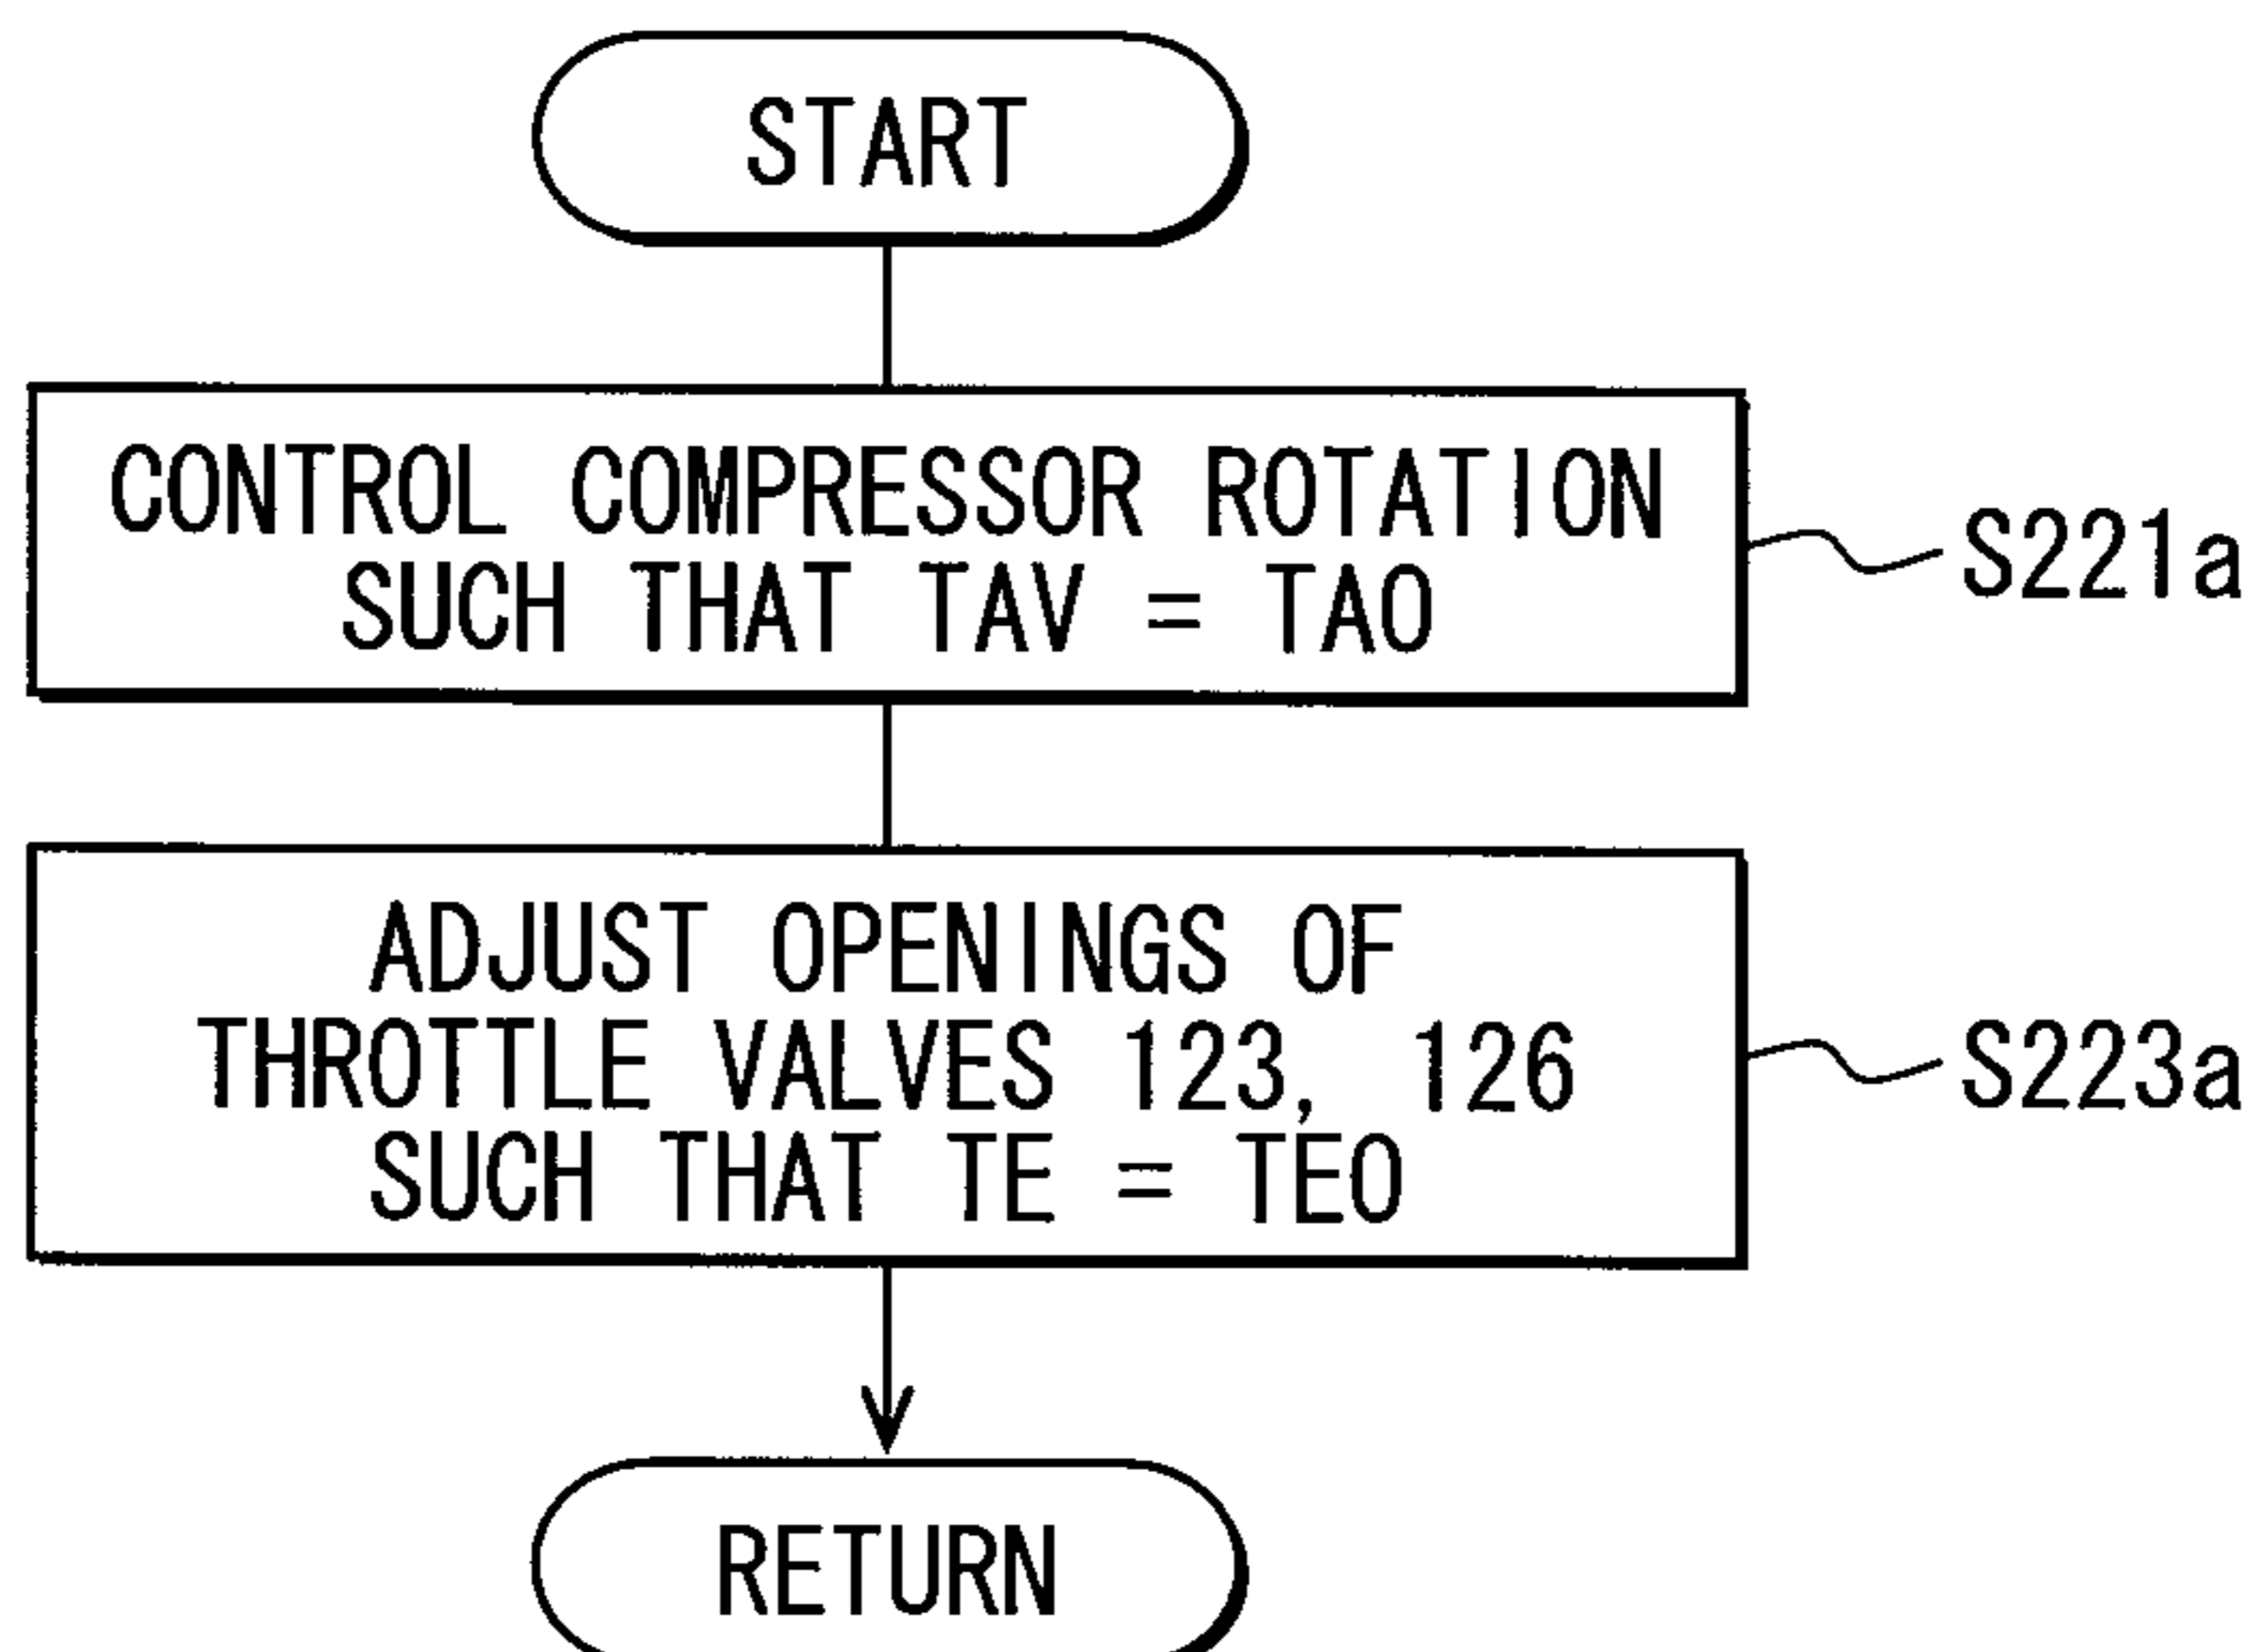 START
CONTROL COMPRESSOR ROTATION
SUCH THAT TAV = TAO
S221a
ADJUST OPENINGS OF
THROTTLE VALVES 123, 126
SUCH THAT TE = TEO
S223a
RETURN